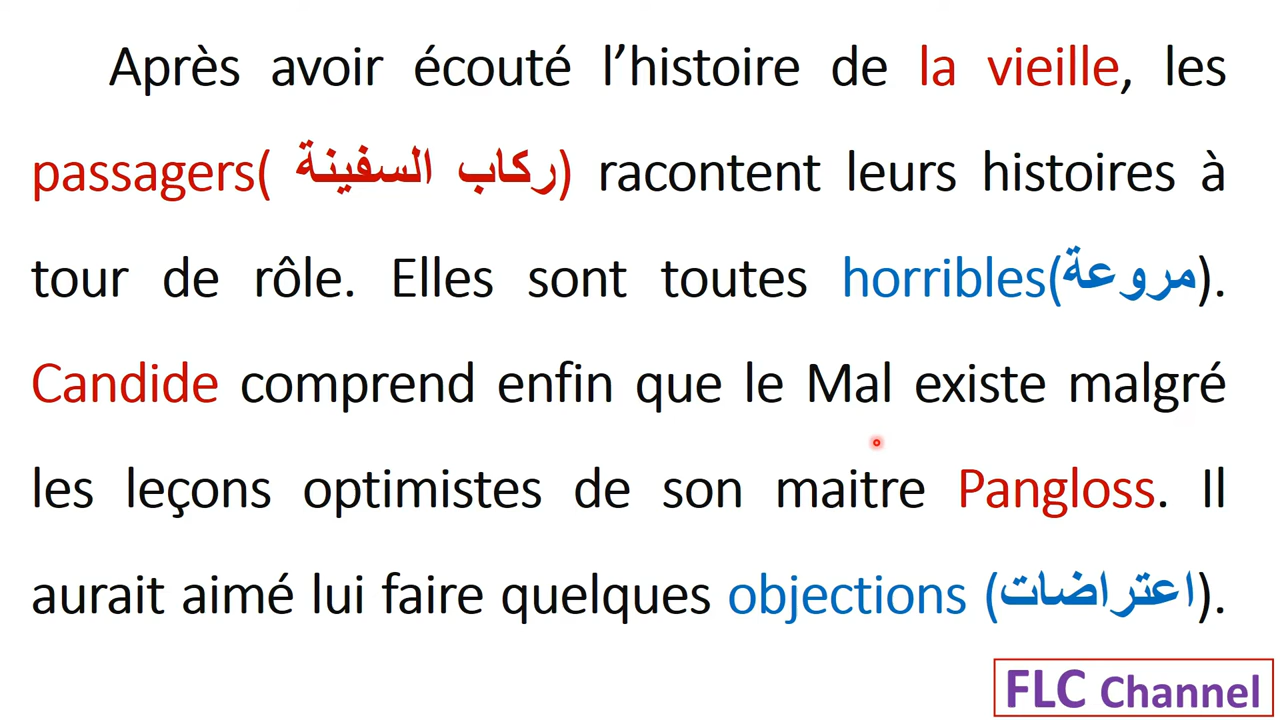 Après avoir écouté l’histoire de la vieille, les
passagers( ركاب السفينة) racontent leurs histoires à
tour de rôle. Elles sont toutes horribles(مروعة).
Candide comprend enfin que le Mal existe malgré
les leçons optimistes de son maitre Pangloss. Il
aurait aimé lui faire quelques objections (اعتراضات).
FLC Channel